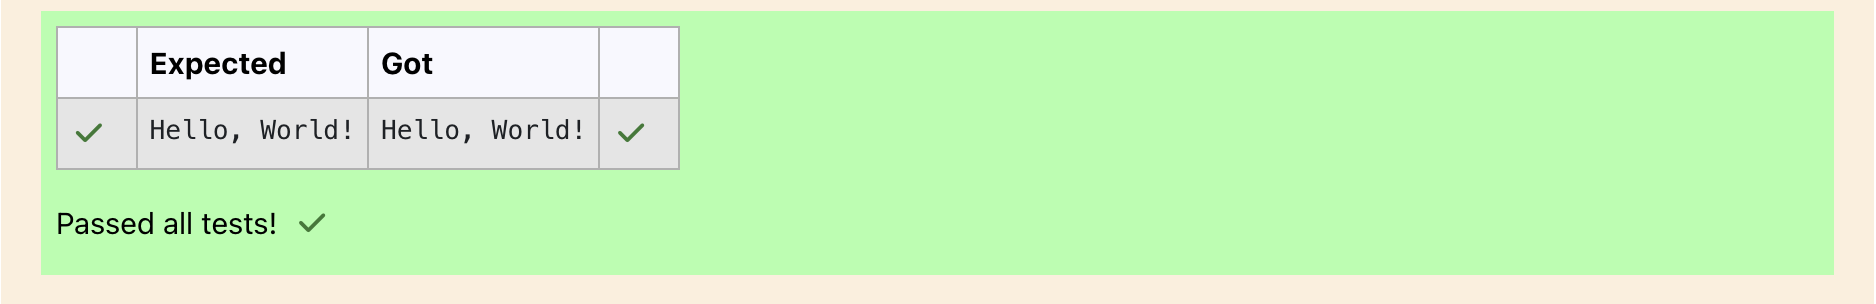 Expected Got
Hello, World! Hello, World!
Passed all tests!